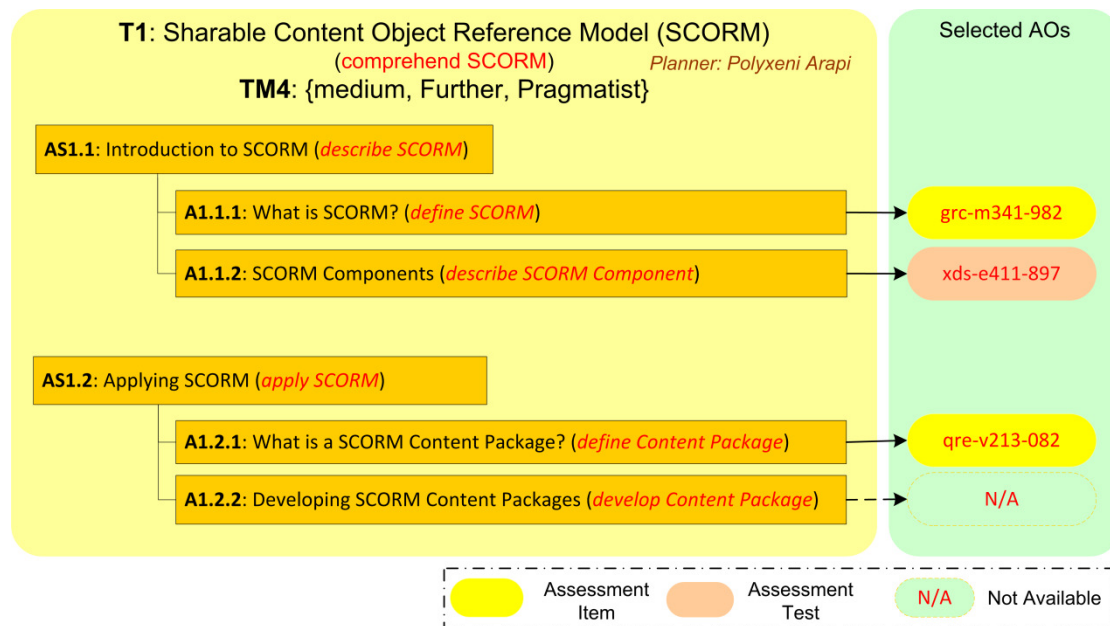 T1: Sharable Content Object Reference Model (SCORM)
(comprehend SCORM)
Planner: Polyxeni Arapi
TM4: {medium, Further, Pragmatist}
Selected AOs
AS1.1: Introduction to SCORM (describe SCORM)
A1.1.1: What is SCORM? (define SCORM)
grc-m341-982
A1.1.2: SCORM Components (describe SCORM Component)
xds-e411-897
AS1.2: Applying SCORM (apply SCORM)
A1.2.1: What is a SCORM Content Package? (define Content Package)
qre-v213-082
A1.2.2: Developing SCORM Content Packages (develop Content Package)
N/A
Assessment
Item
Assessment
Test
N/A
Not Available